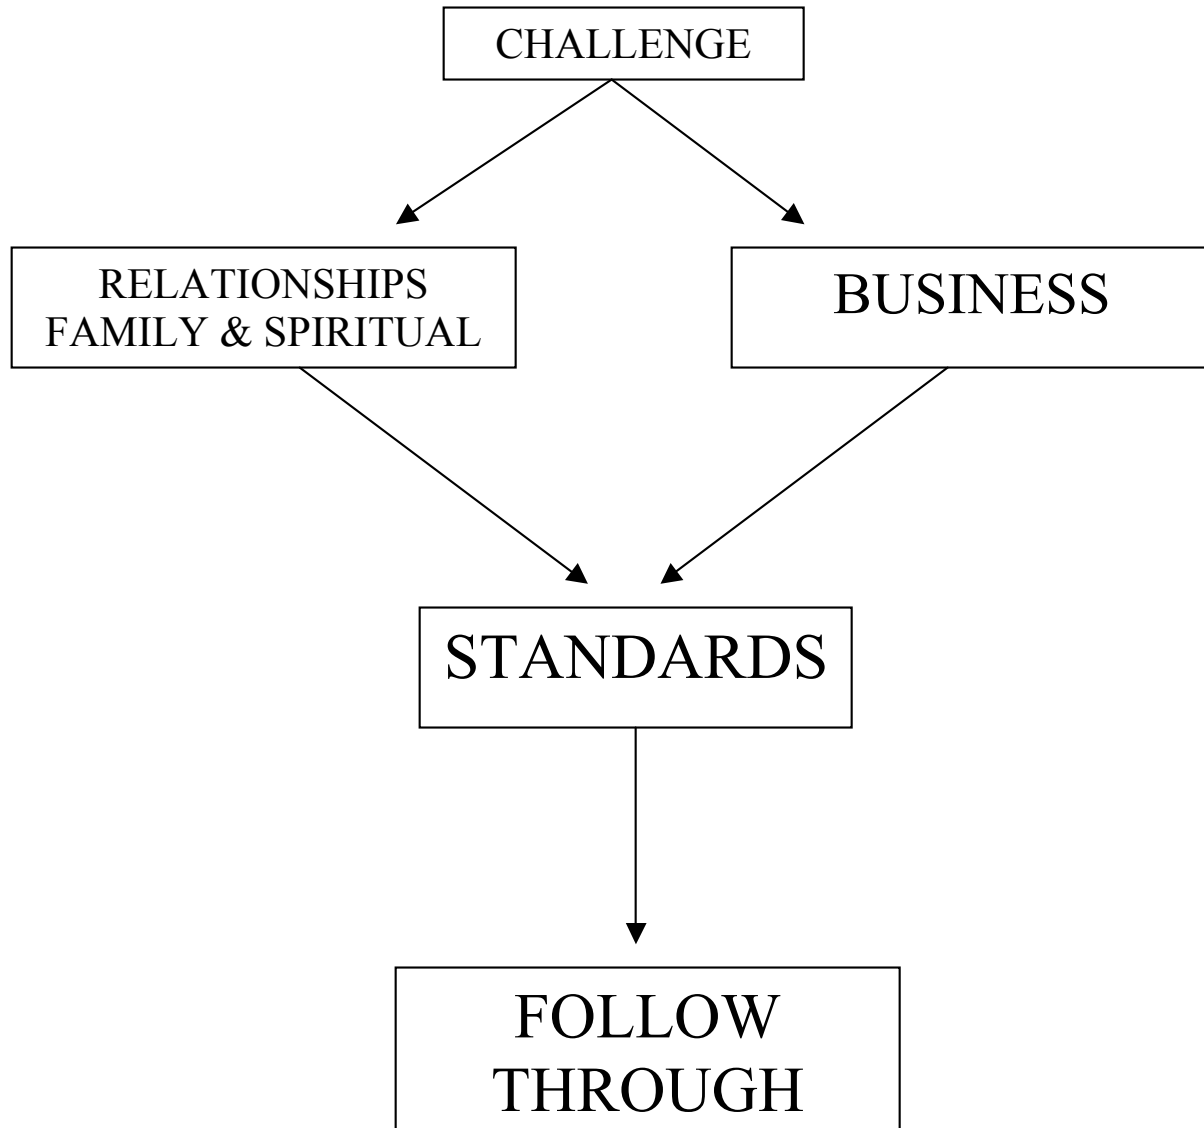 CHALLENGE
RELATIONSHIPS
FAMILY & SPIRITUAL
BUSINESS
STANDARDS
FOLLOW
THROUGH